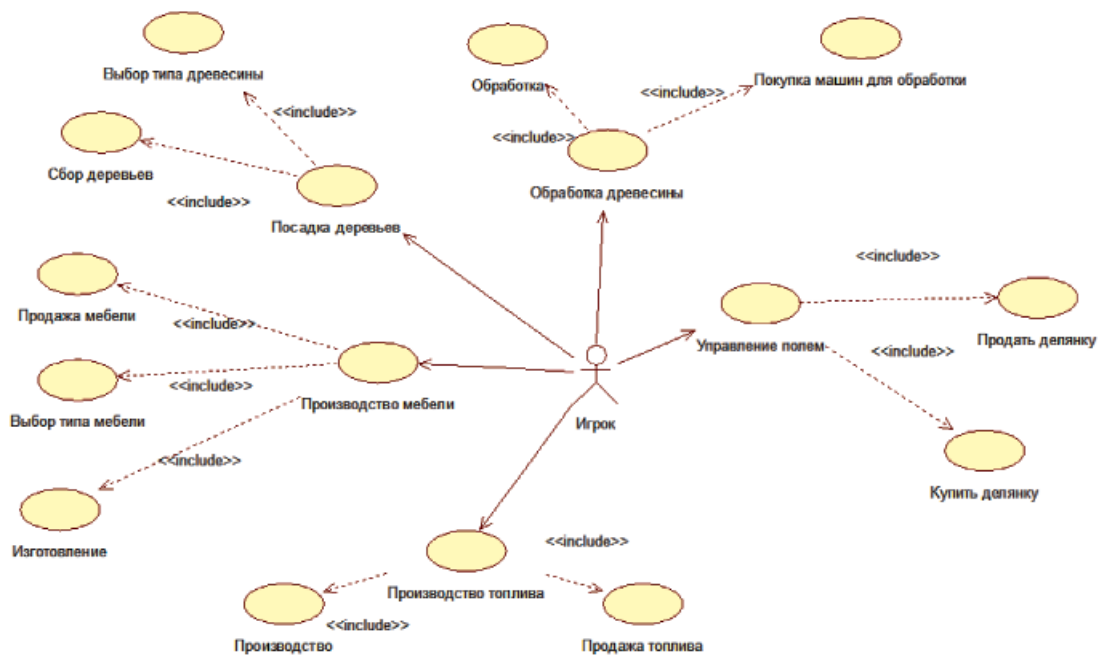 Выбор типа древесины
Обработка
Покупка машин для обработки
<<include>>
<<include>>
<<include>>
<<include>>
Сбор деревьев
Обработка древесины
<<include>>
Посадка деревьев
<<include>>
Продажа мебели
<<include>>
Управление полем
Продать делянку
<<include>>
<<include>>
Выбор типа мебели
Производство мебели
Игрок
<<include>>
Купить делянку
Изготовление
<<include>>
Производство топлива
<<include>>
Производство
Продажа топлива